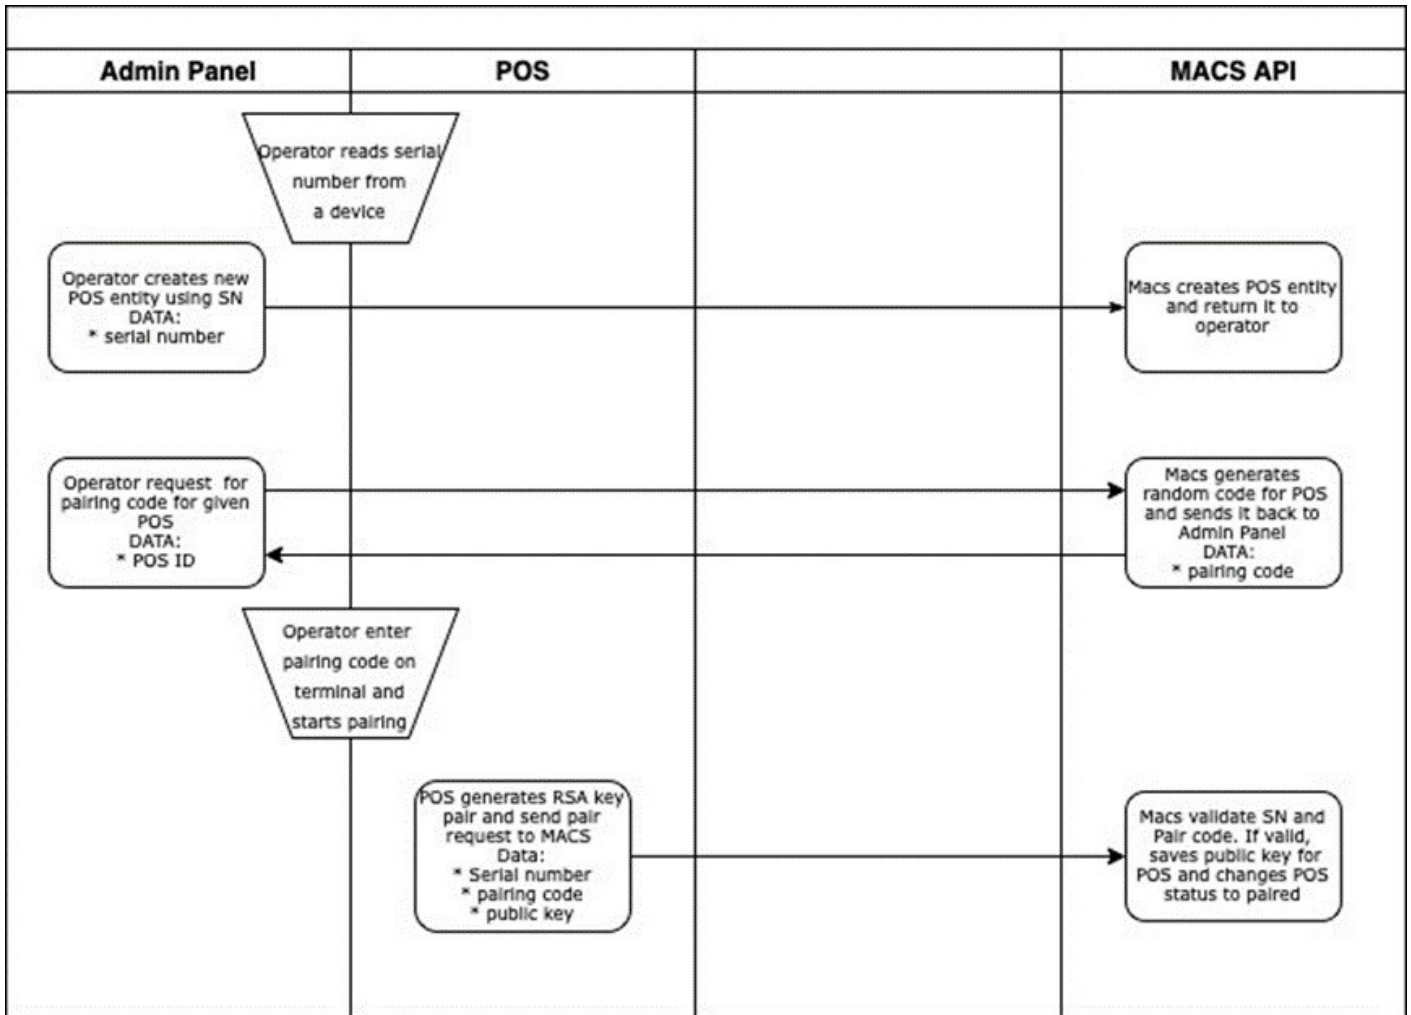 Admin Panel
POS
MACS API
Operator reads serial
number from
a device
Operator creates new
POS entity using SN
DATA:
* serial number
Macs creates POS entity
and return it to
operator
Operator request for
pairing code for given
POS
DATA:
* POS ID
Macs generates
random code for POS
and sends it back to
Admin Panel
DATA:
* pairing code
Operator enter
pairing code on
terminal and
starts pairing
POS generates RSA key
pair and send pair
request to MACS
Data:
* Serial number
* pairing code
* public key
Macs validate SN and
Pair code. If valid,
saves public key for
POS and changes POS
status to paired